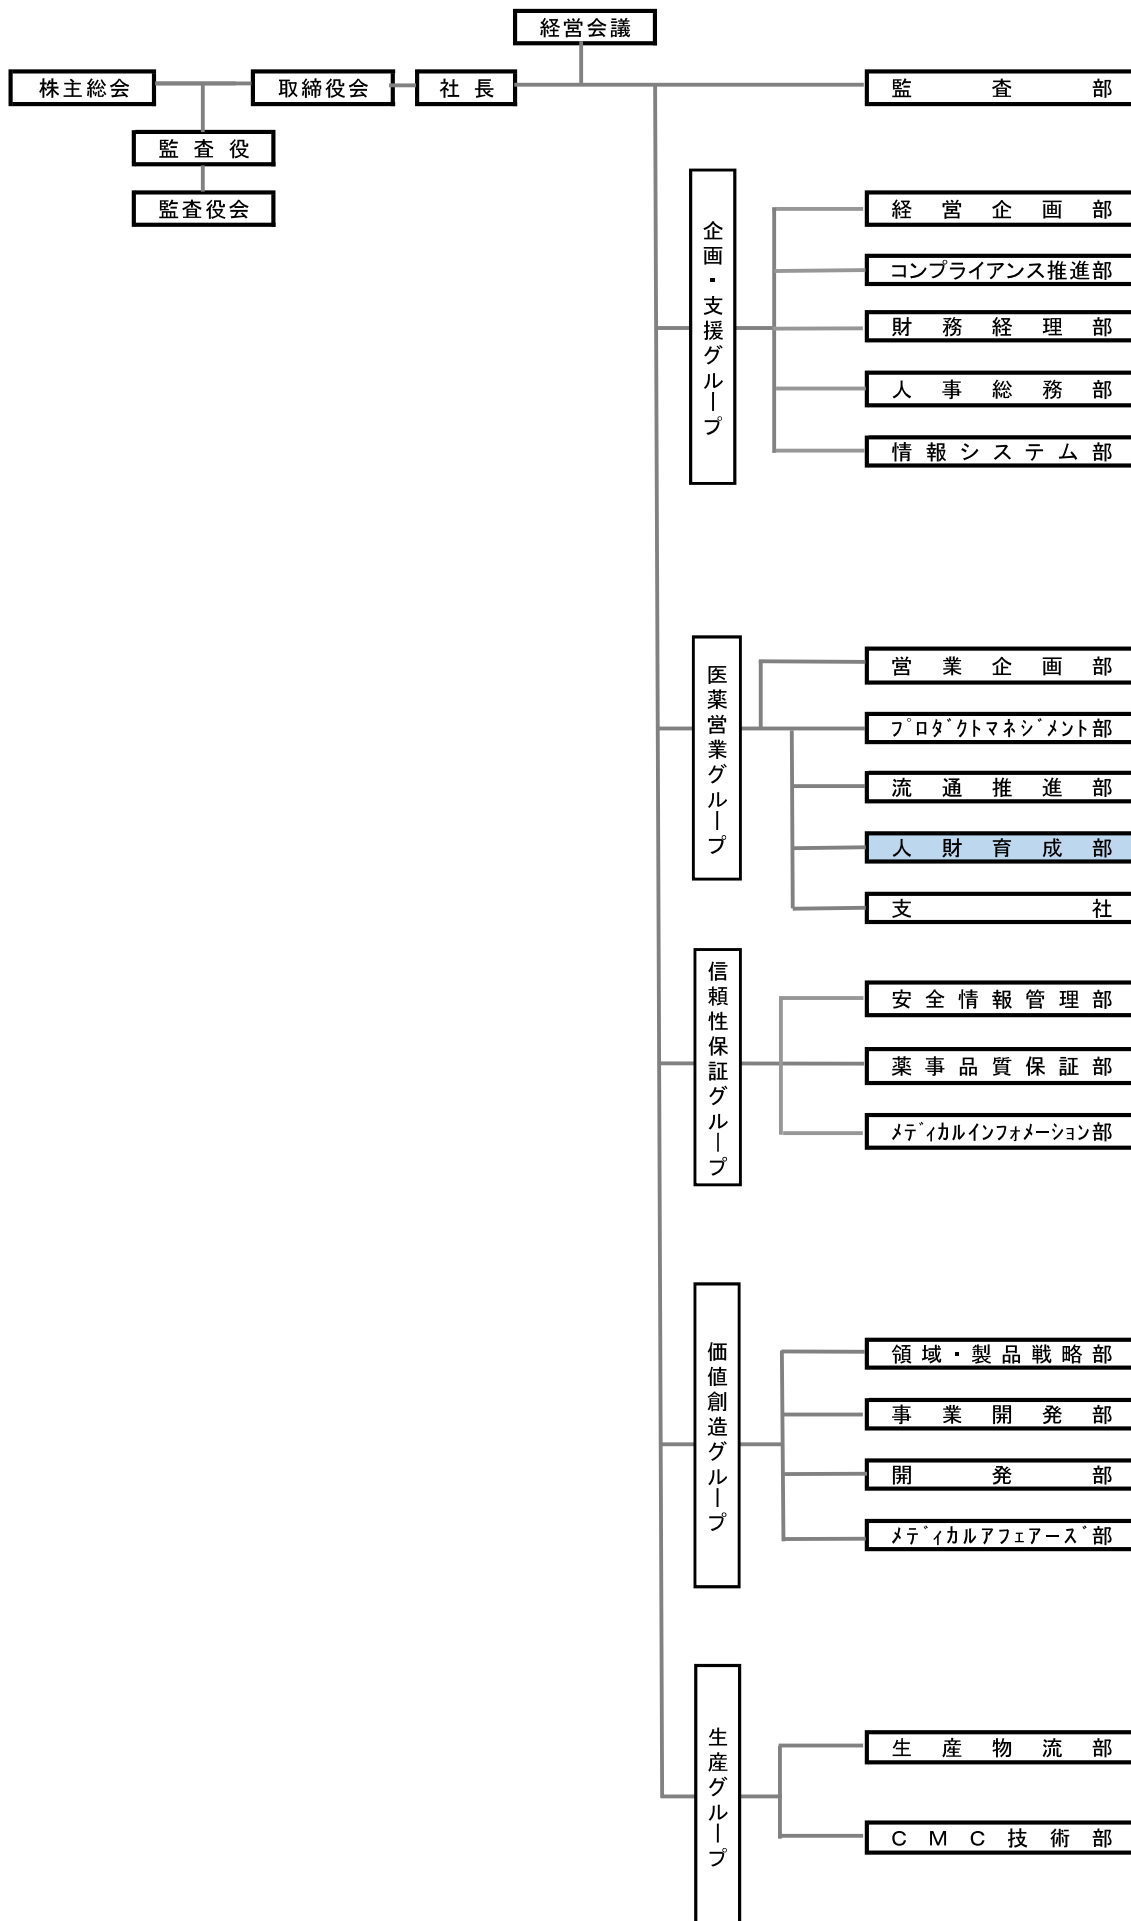 経営会議
株主総会
取締役会
社長
監査部
監査役
監査役会
企画・支援グループ
経営企画部
コンプライアンス推進部
財務経理部
人事総務部
情報システム部
医薬営業グループ
営業企画部
ﾌﾟﾛﾀﾞｸﾄﾏﾈｼﾞﾒﾝﾄ部
流通推進部
人財育成部
支社
信頼性保証グループ
安全情報管理部
薬事品質保証部
ﾒﾃﾞｨｶﾙｲﾝﾌｫﾒｰｼｮﾝ部
価値創造グループ
領域・製品戦略部
事業開発部
開発部
ﾒﾃﾞｨｶﾙｱﾌｪｱｰｽﾞ部
生産グループ
生産物流部
ＣＭＣ技術部